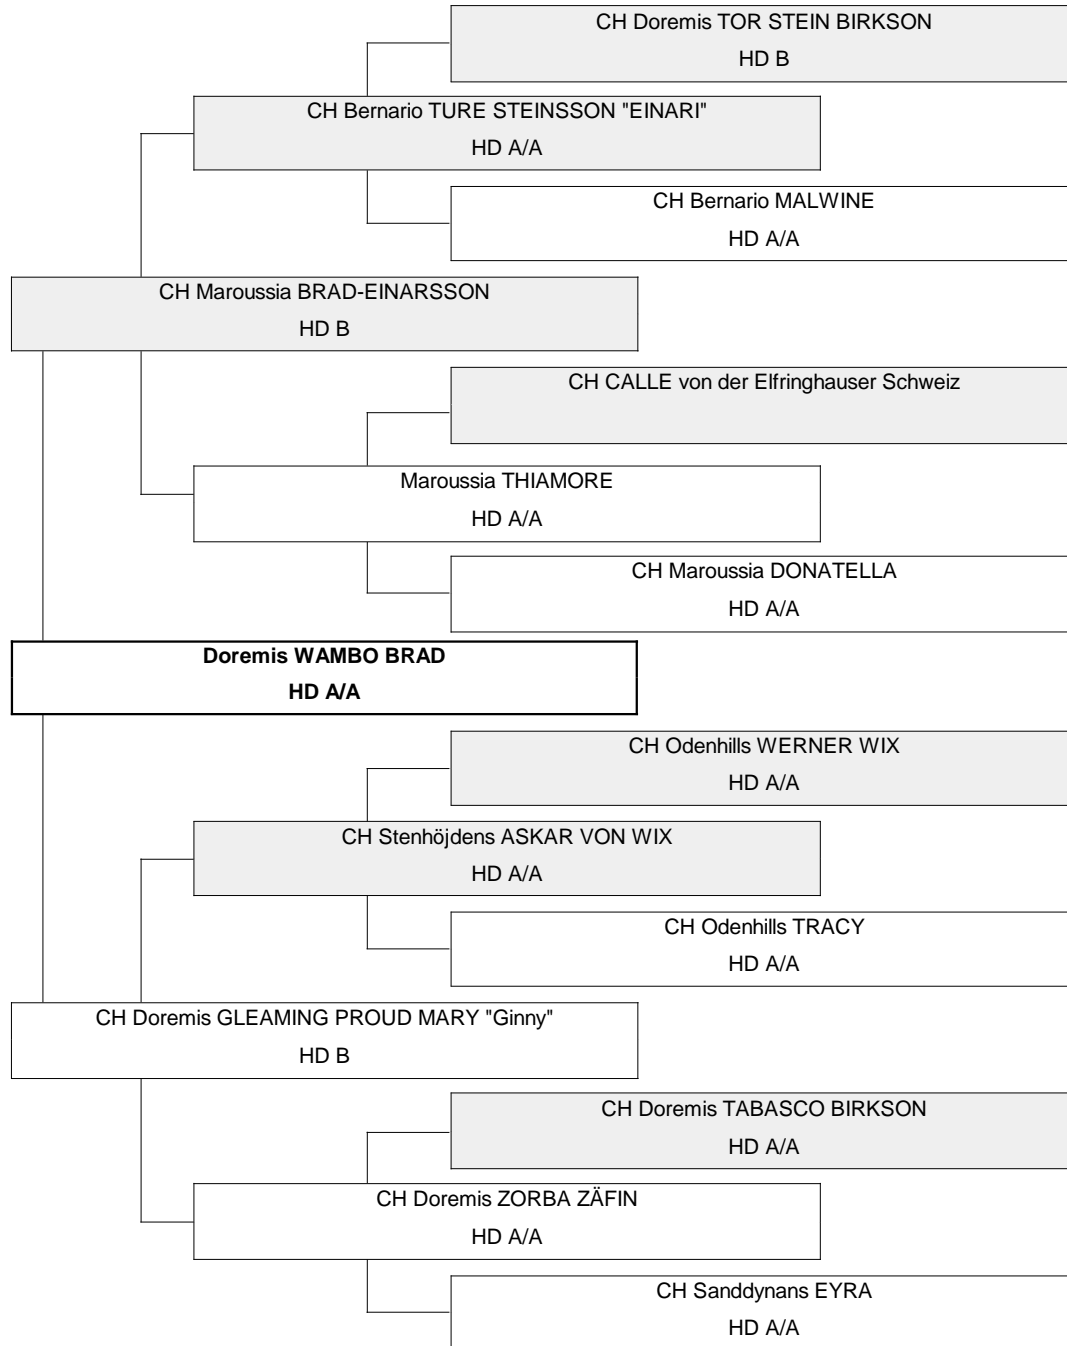 CH Doremis TOR STEIN BIRKSON
HD B
CH Bernario TURE STEINSSON "EINARI"
HD A/A
CH Bernario MALWINE
HD A/A
CH Maroussia BRAD-EINARSSON
HD B
CH CALLE von der Elfringhauser Schweiz
Maroussia THIAMORE
HD A/A
CH Maroussia DONATELLA
HD A/A
Doremis WAMBO BRAD
HD A/A
CH Odenhills WERNER WIX
HD A/A
CH Stenhöjdens ASKAR VON WIX
HD A/A
CH Odenhills TRACY
HD A/A
CH Doremis GLEAMING PROUD MARY "Ginny"
HD B
CH Doremis TABASCO BIRKSON
HD A/A
CH Doremis ZORBA ZÄFIN
HD A/A
CH Sanddynans EYRA
HD A/A